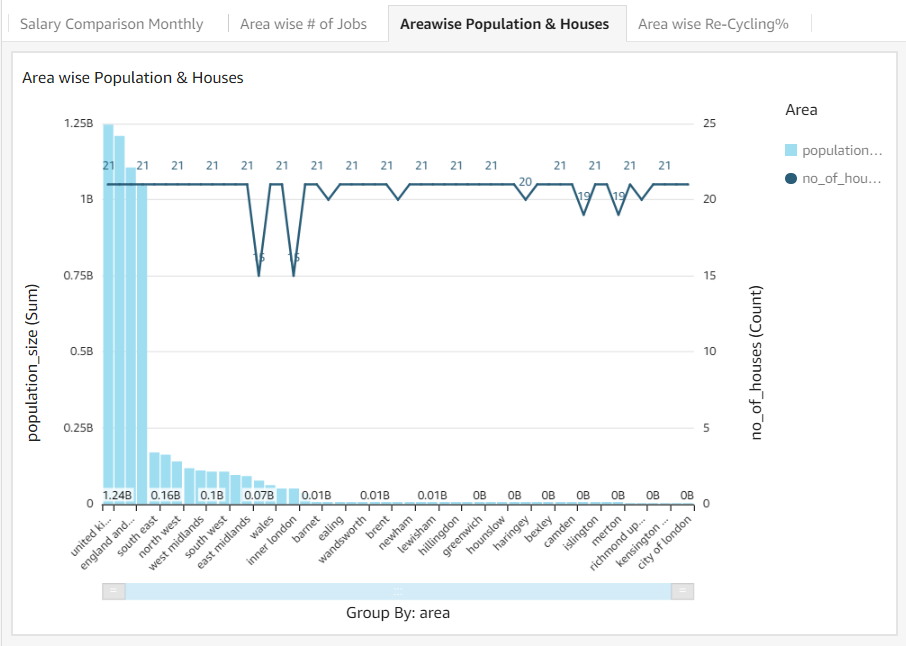 Salary Comparison Monthly
Area wise # of Jobs
Areawise Population & Houses
Area wise Re-Cycling%
Area wise Population & Houses
Area
population...
no_of_hou...
1.25B
1B
0.75B
0.5B
0.25B
0
population_size (Sum)
25
20
15
10
5
0
no_of_houses (Count)
21 21 21 21 21 21 21 21 21 21 21 21 20 21 21 21 21
15 15 19 19
1.24B 0.16B 0.1B 0.07B 0.01B 0.01B 0.01B 0B 0B 0B 0B 0B 0B 0B
united ki...
england and...
south east
north west
west midlands
south west
east midlands
wales
inner london
barnet
ealing
wandsworth
brent
newham
lewisham
hillingdon
greenwich
hounslow
haringey
bexley
camden
islington
merton
richmond up...
kensington ...
city of london
Group By: area